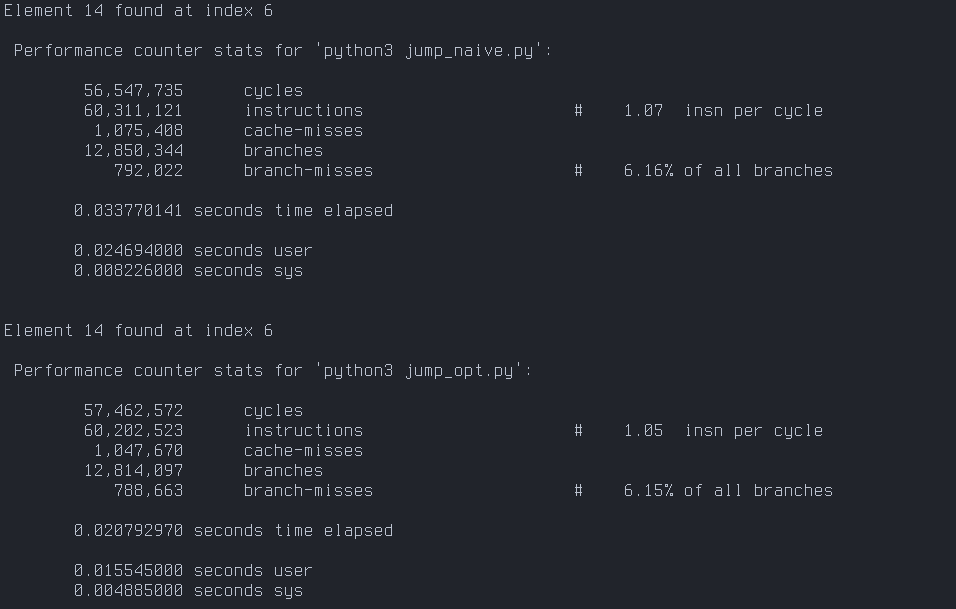 Element 14 found at index 6
Performance counter stats for 'python3 jump_naive.py':
56,547,735 cycles
60,311,121 instructions # 1.07 insn per cycle
1,075,408 cache-misses
12,850,344 branches
792,022 branch-misses # 6.16% of all branches
0.033770141 seconds time elapsed
0.024694000 seconds user
0.008226000 seconds sys
Element 14 found at index 6
Performance counter stats for 'python3 jump_opt.py':
57,462,572 cycles
60,202,523 instructions # 1.05 insn per cycle
1,047,670 cache-misses
12,814,097 branches
788,663 branch-misses # 6.15% of all branches
0.020792970 seconds time elapsed
0.015545000 seconds user
0.004885000 seconds sys